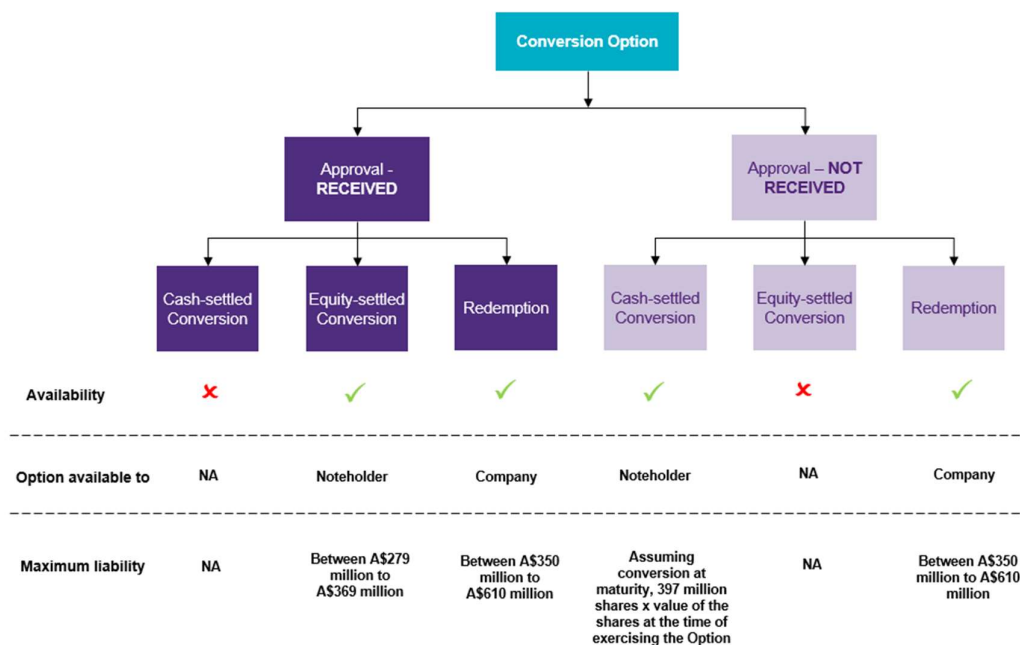 Conversion Option
Approval -
RECEIVED
Approval – NOT
RECEIVED
Cash-settled
Conversion
Equity-settled
Conversion
Redemption
Cash-settled
Conversion
Equity-settled
Conversion
Redemption
Availability
Option available to
NA
Noteholder
Company
Noteholder
NA
Company
Maximum liability
NA
Between A$279
million to
A$369 million
Between A$350
million to
A$610 million
Assuming
conversion at
maturity, 397 million
shares x value of the
shares at the time of
exercising the Option
NA
Between A$350
million to A$610
million